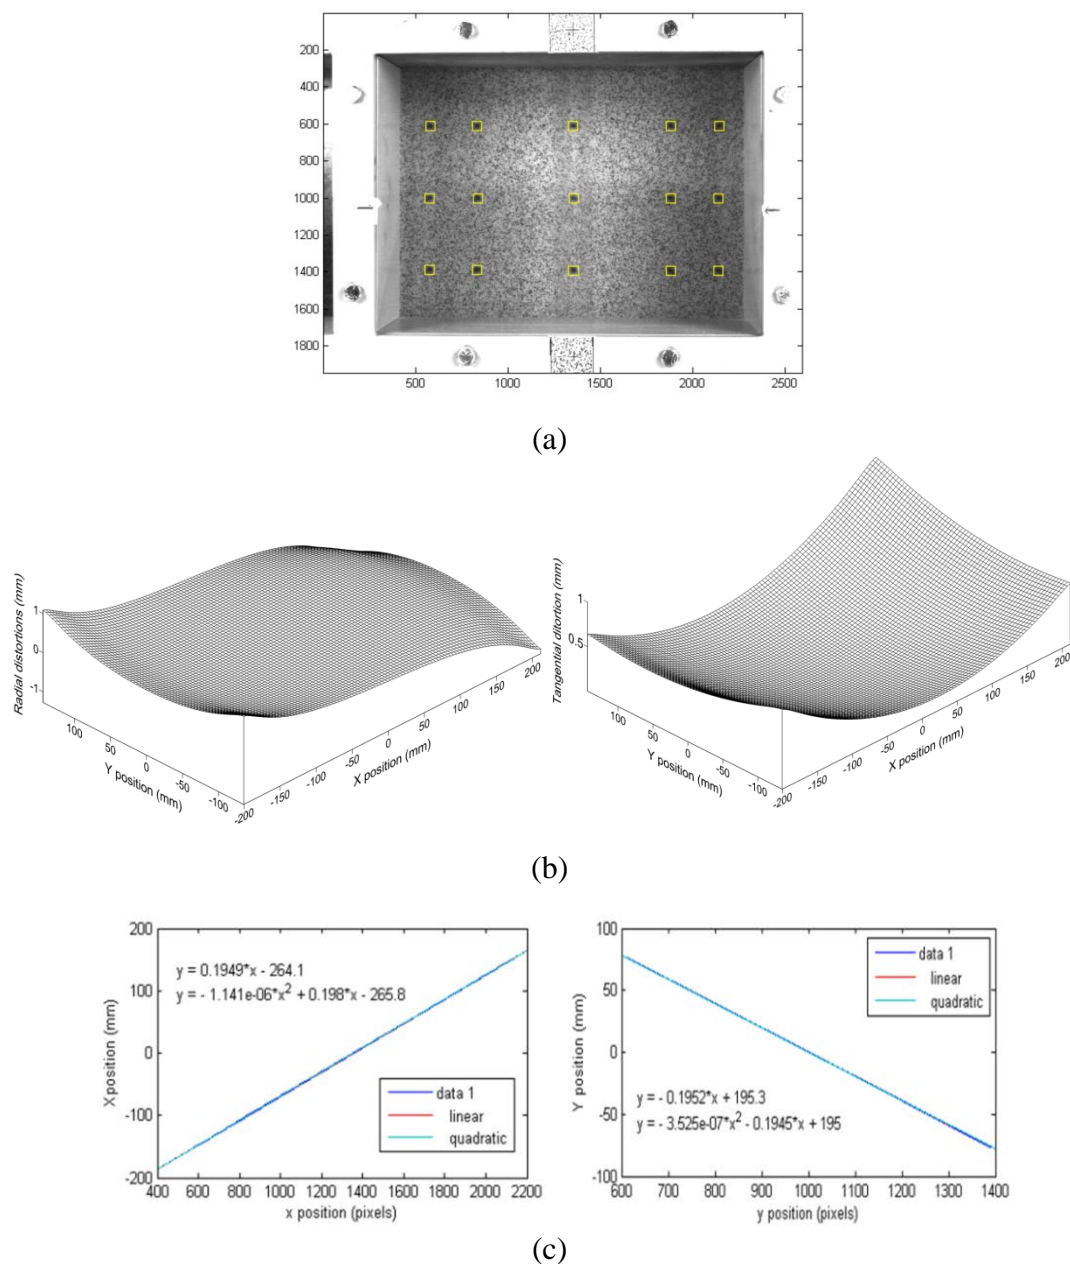 200
400
600
800
1000
1200
1400
1600
1800
500 1000 1500 2000 2500
(a)
Radial distortions (mm)
1
0
-1
100
50
0
-50
-100
Y position (mm)
-200
-150
-100
-50
0
50
100
150
200
X position (mm)
Tangential ditortion (mm)
1
0.5
100
50
0
-50
-100
Y position (mm)
-200
-150
-100
-50
0
50
100
150
200
X position (mm)
(b)
X position (mm)
200
100
0
-100
-200
y = 0.1949*x - 264.1
y = - 1.141e-06*x² + 0.198*x - 265.8
data 1
linear
quadratic
400 600 800 1000 1200 1400 1600 1800 2000 2200
x position (pixels)
Y position (mm)
100
50
0
-50
-100
data 1
linear
quadratic
y = - 0.1952*x + 195.3
y = - 3.525e-07*x² - 0.1945*x + 195
600 700 800 900 1000 1100 1200 1300 1400
y position (pixels)
(c)